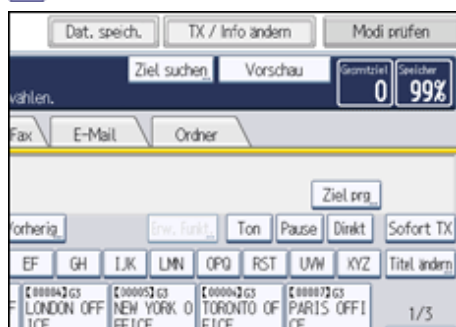 Dat. speich. TX / Info ändern Modi prüfen
Ziel suchen Vorschau Gesamtziel Speicher
wählen. 0 99%
Fax E-Mail Ordner
Ziel prg.
Vorherig. Erw. Funkt. Ton Pause Direkt Sofort TX
EF GH IJK LMN OPQ RST UVW XYZ Titel ändern
[00004]G3 [00005]G3 [00006]G3 [00007]G3
F LONDON OFF NEW YORK O TORONTO OF PARIS OFFI 1/3
ICE FFICE FICE CE